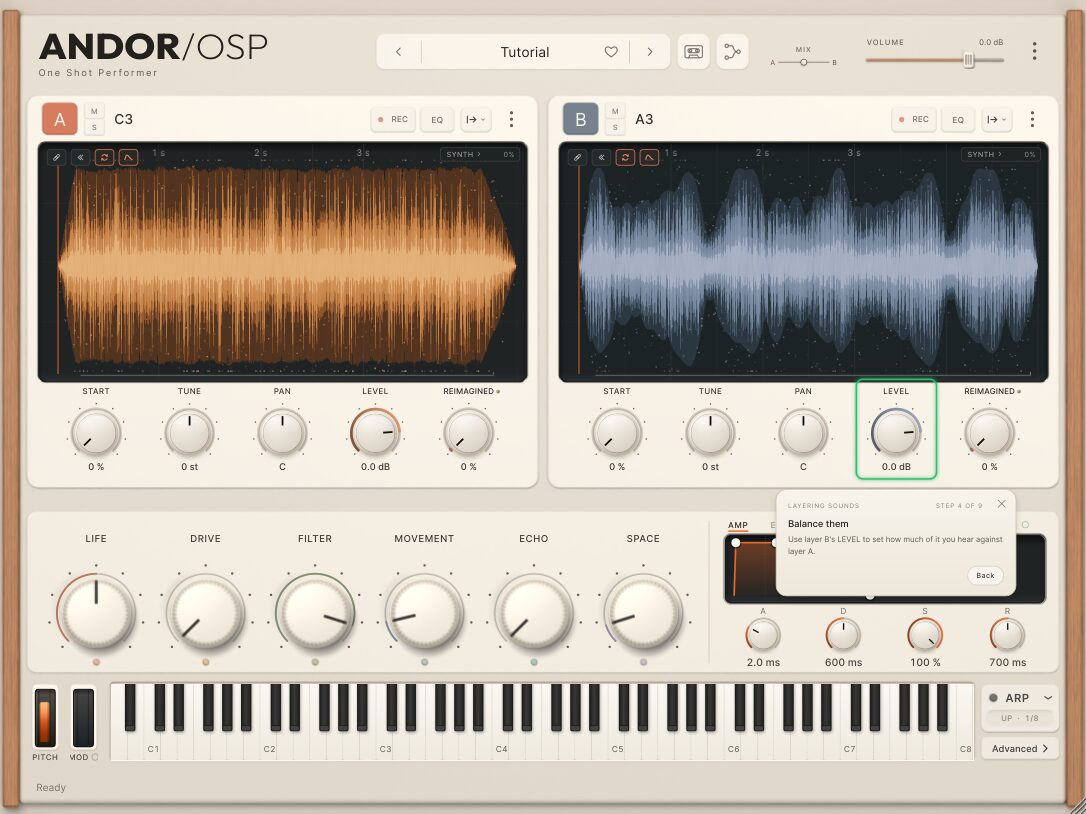 ANDOR/OSP
One Shot Performer
Tutorial
MIX
A B
VOLUME 0.0 dB
A
M
S
C3
REC
EQ
1 s 2 s 3 s
SYNTH 0%
START TUNE PAN LEVEL REIMAGINED
0 % 0 st C 0.0 dB 0 %
B
M
S
A3
REC
EQ
1 s 2 s 3 s
SYNTH 0%
START TUNE PAN LEVEL REIMAGINED
0 % 0 st C 0.0 dB 0 %
LIFE DRIVE FILTER MOVEMENT ECHO SPACE
AMP
LAYERING SOUNDS STEP 4 OF 9
Balance them
Use layer B's LEVEL to set how much of it you hear against
layer A.
Back
A D S R
2.0 ms 600 ms 100 % 700 ms
PITCH MOD
C1 C2 C3 C4 C5 C6 C7 C8
ARP
UP · 1/8
Advanced
Ready